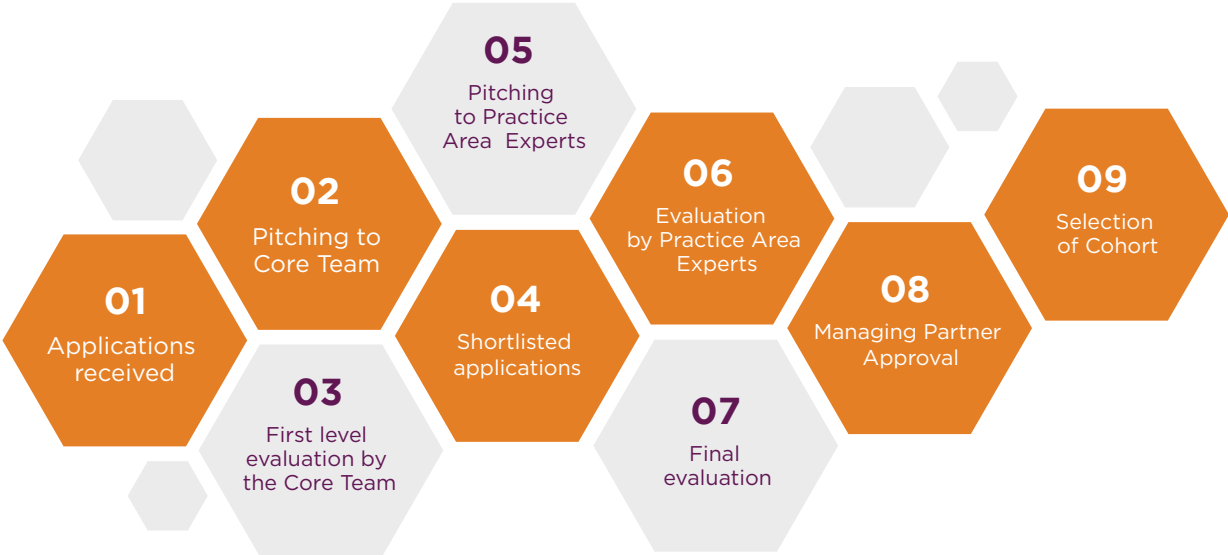 01
Applications
received
02
Pitching to
Core Team
03
First level
evaluation by
the Core Team
04
Shortlisted
applications
05
Pitching
to Practice
Area Experts
06
Evaluation
by Practice Area
Experts
07
Final
evaluation
08
Managing Partner
Approval
09
Selection
of Cohort